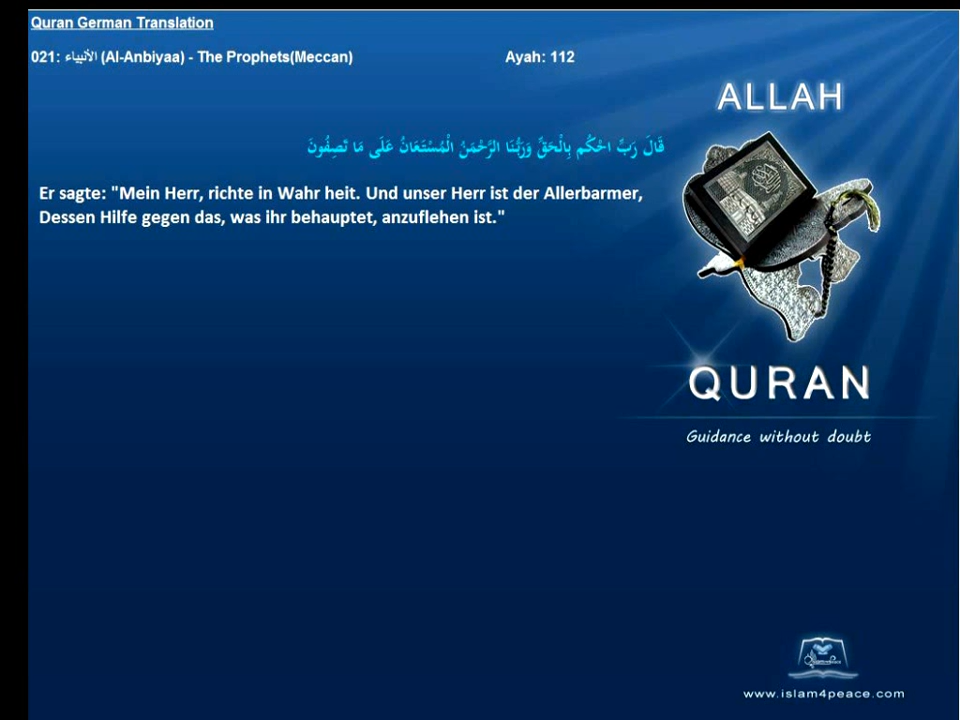 Quran German Translation
021: الأنبياء (Al-Anbiyaa) - The Prophets(Meccan) Ayah: 112
قَالَ رَبِّ احْكُم بِالْحَقِّ وَرَبُّنَا الرَّحْمَنُ الْمُسْتَعَانُ عَلَى مَا تَصِفُونَ
Er sagte: "Mein Herr, richte in Wahr heit. Und unser Herr ist der Allerbarmer,
Dessen Hilfe gegen das, was ihr behauptet, anzuflehen ist."
ALLAH
QURAN
Guidance without doubt
www.islam4peace.com